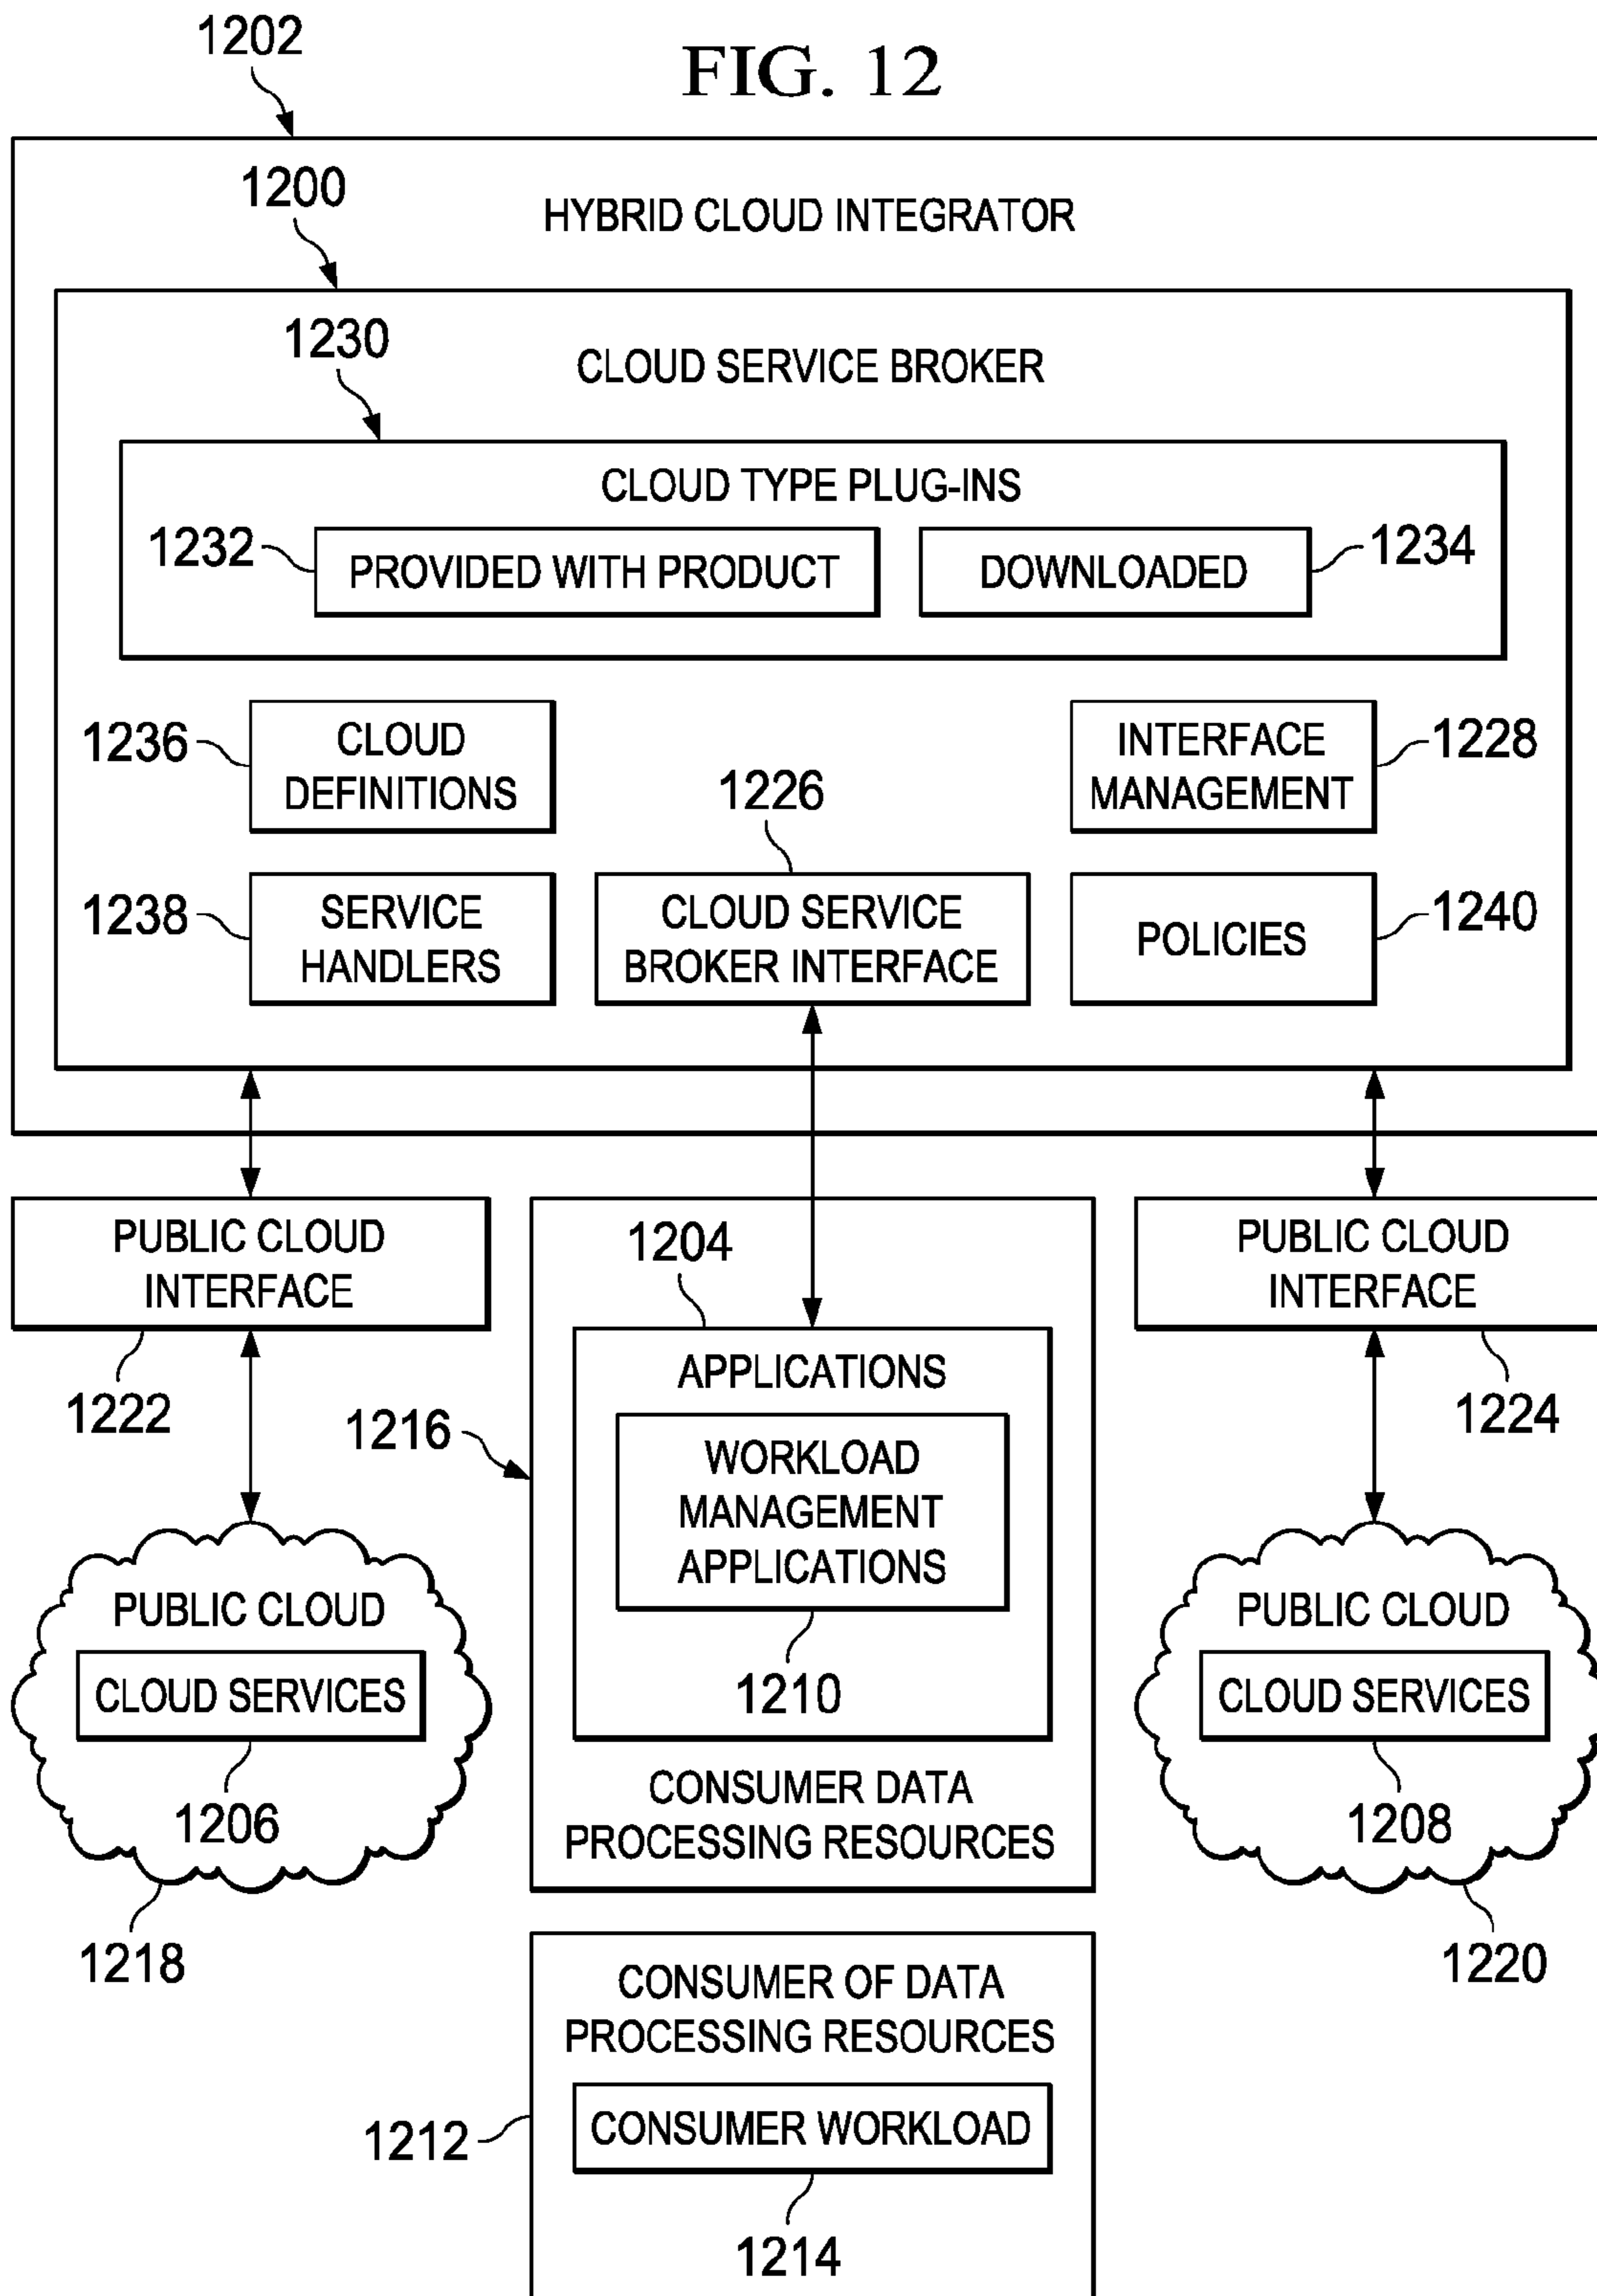 FIG. 12
1202
1200
HYBRID CLOUD INTEGRATOR
1230
CLOUD SERVICE BROKER
CLOUD TYPE PLUG-INS
1232
PROVIDED WITH PRODUCT
DOWNLOADED
1234
1236
CLOUD
DEFINITIONS
INTERFACE
MANAGEMENT
1228
1226
1238
SERVICE
HANDLERS
CLOUD SERVICE
BROKER INTERFACE
POLICIES
1240
PUBLIC CLOUD
INTERFACE
1222
1204
PUBLIC CLOUD
INTERFACE
1224
1216
APPLICATIONS
WORKLOAD
MANAGEMENT
APPLICATIONS
1210
CONSUMER DATA
PROCESSING RESOURCES
PUBLIC CLOUD
CLOUD SERVICES
1206
1218
PUBLIC CLOUD
CLOUD SERVICES
1208
1220
CONSUMER OF DATA
PROCESSING RESOURCES
1212
CONSUMER WORKLOAD
1214